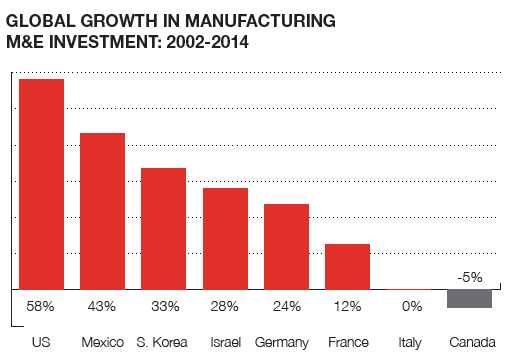 GLOBAL GROWTH IN MANUFACTURING
M&E INVESTMENT: 2002-2014
-5%
58% 43% 33% 28% 24% 12% 0%
US Mexico S. Korea Israel Germany France Italy Canada